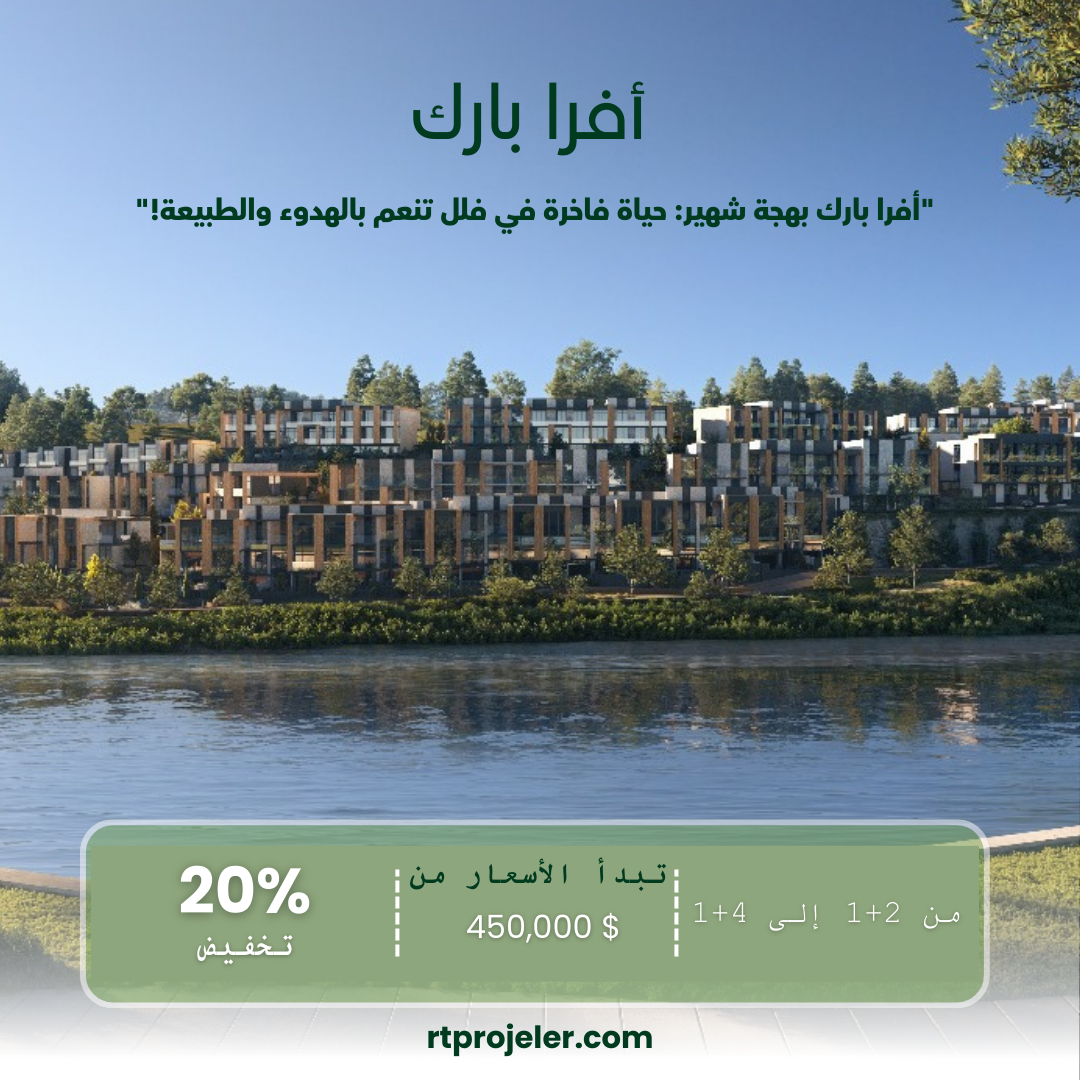 أفرا بارك
"أفرا بارك بهجة شهير: حياة فاخرة في فلل تنعم بالهدوء والطبيعة!"
من 2+1 إلى 4+1
تبدأ الأسعار من
450,000 $
20%
تخفيض
rtprojeler.com